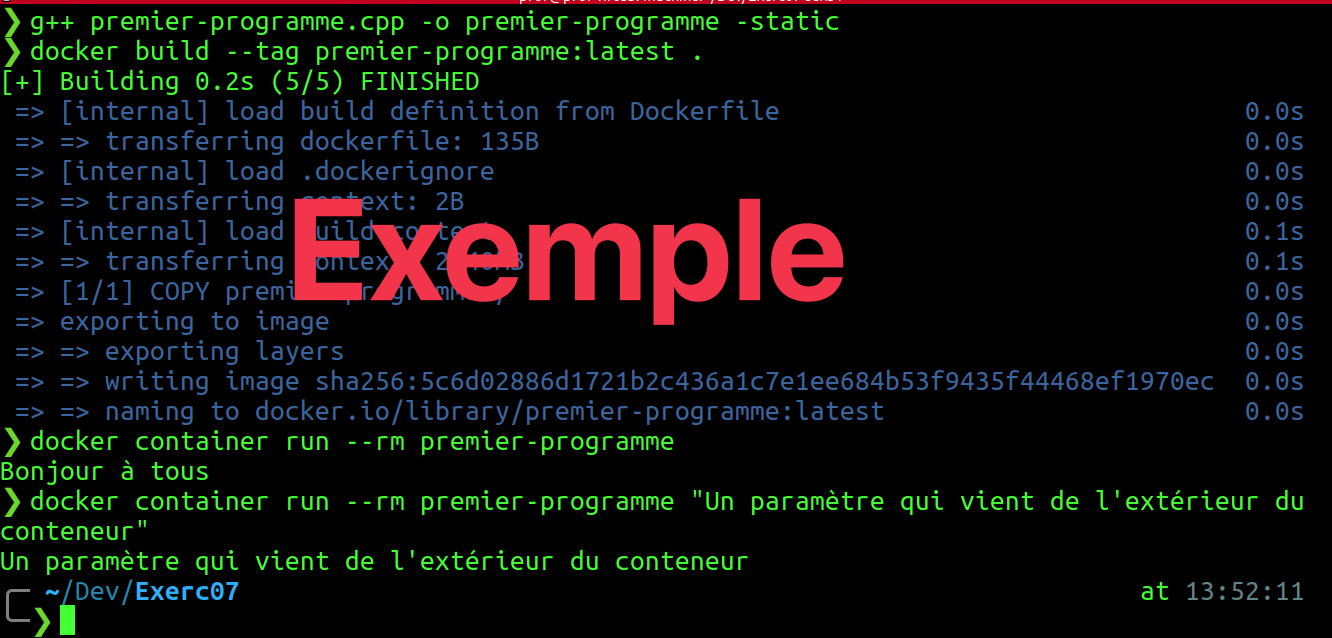 ❯ g++ premier-programme.cpp -o premier-programme -static
❯ docker build --tag premier-programme:latest .
[+] Building 0.2s (5/5) FINISHED
=> [internal] load build definition from Dockerfile 0.0s
=> => transferring dockerfile: 135B 0.0s
=> [internal] load .dockerignore 0.0s
=> => transferring context: 2B 0.0s
=> [internal] load build context 0.1s
=> => transferring context: 0.1s
=> [1/1] COPY premier-programme 0.0s
=> exporting to image 0.0s
=> => exporting layers 0.0s
=> => writing image sha256:5c6d02886d1721b2c436a1c7e1ee684b53f9435f44468ef1970ec 0.0s
=> => naming to docker.io/library/premier-programme:latest 0.0s
Exemple
❯ docker container run --rm premier-programme
Bonjour à tous
❯ docker container run --rm premier-programme "Un paramètre qui vient de l'extérieur du
conteneur"
Un paramètre qui vient de l'extérieur du conteneur
~/Dev/Exerc07 at 13:52:11
❯